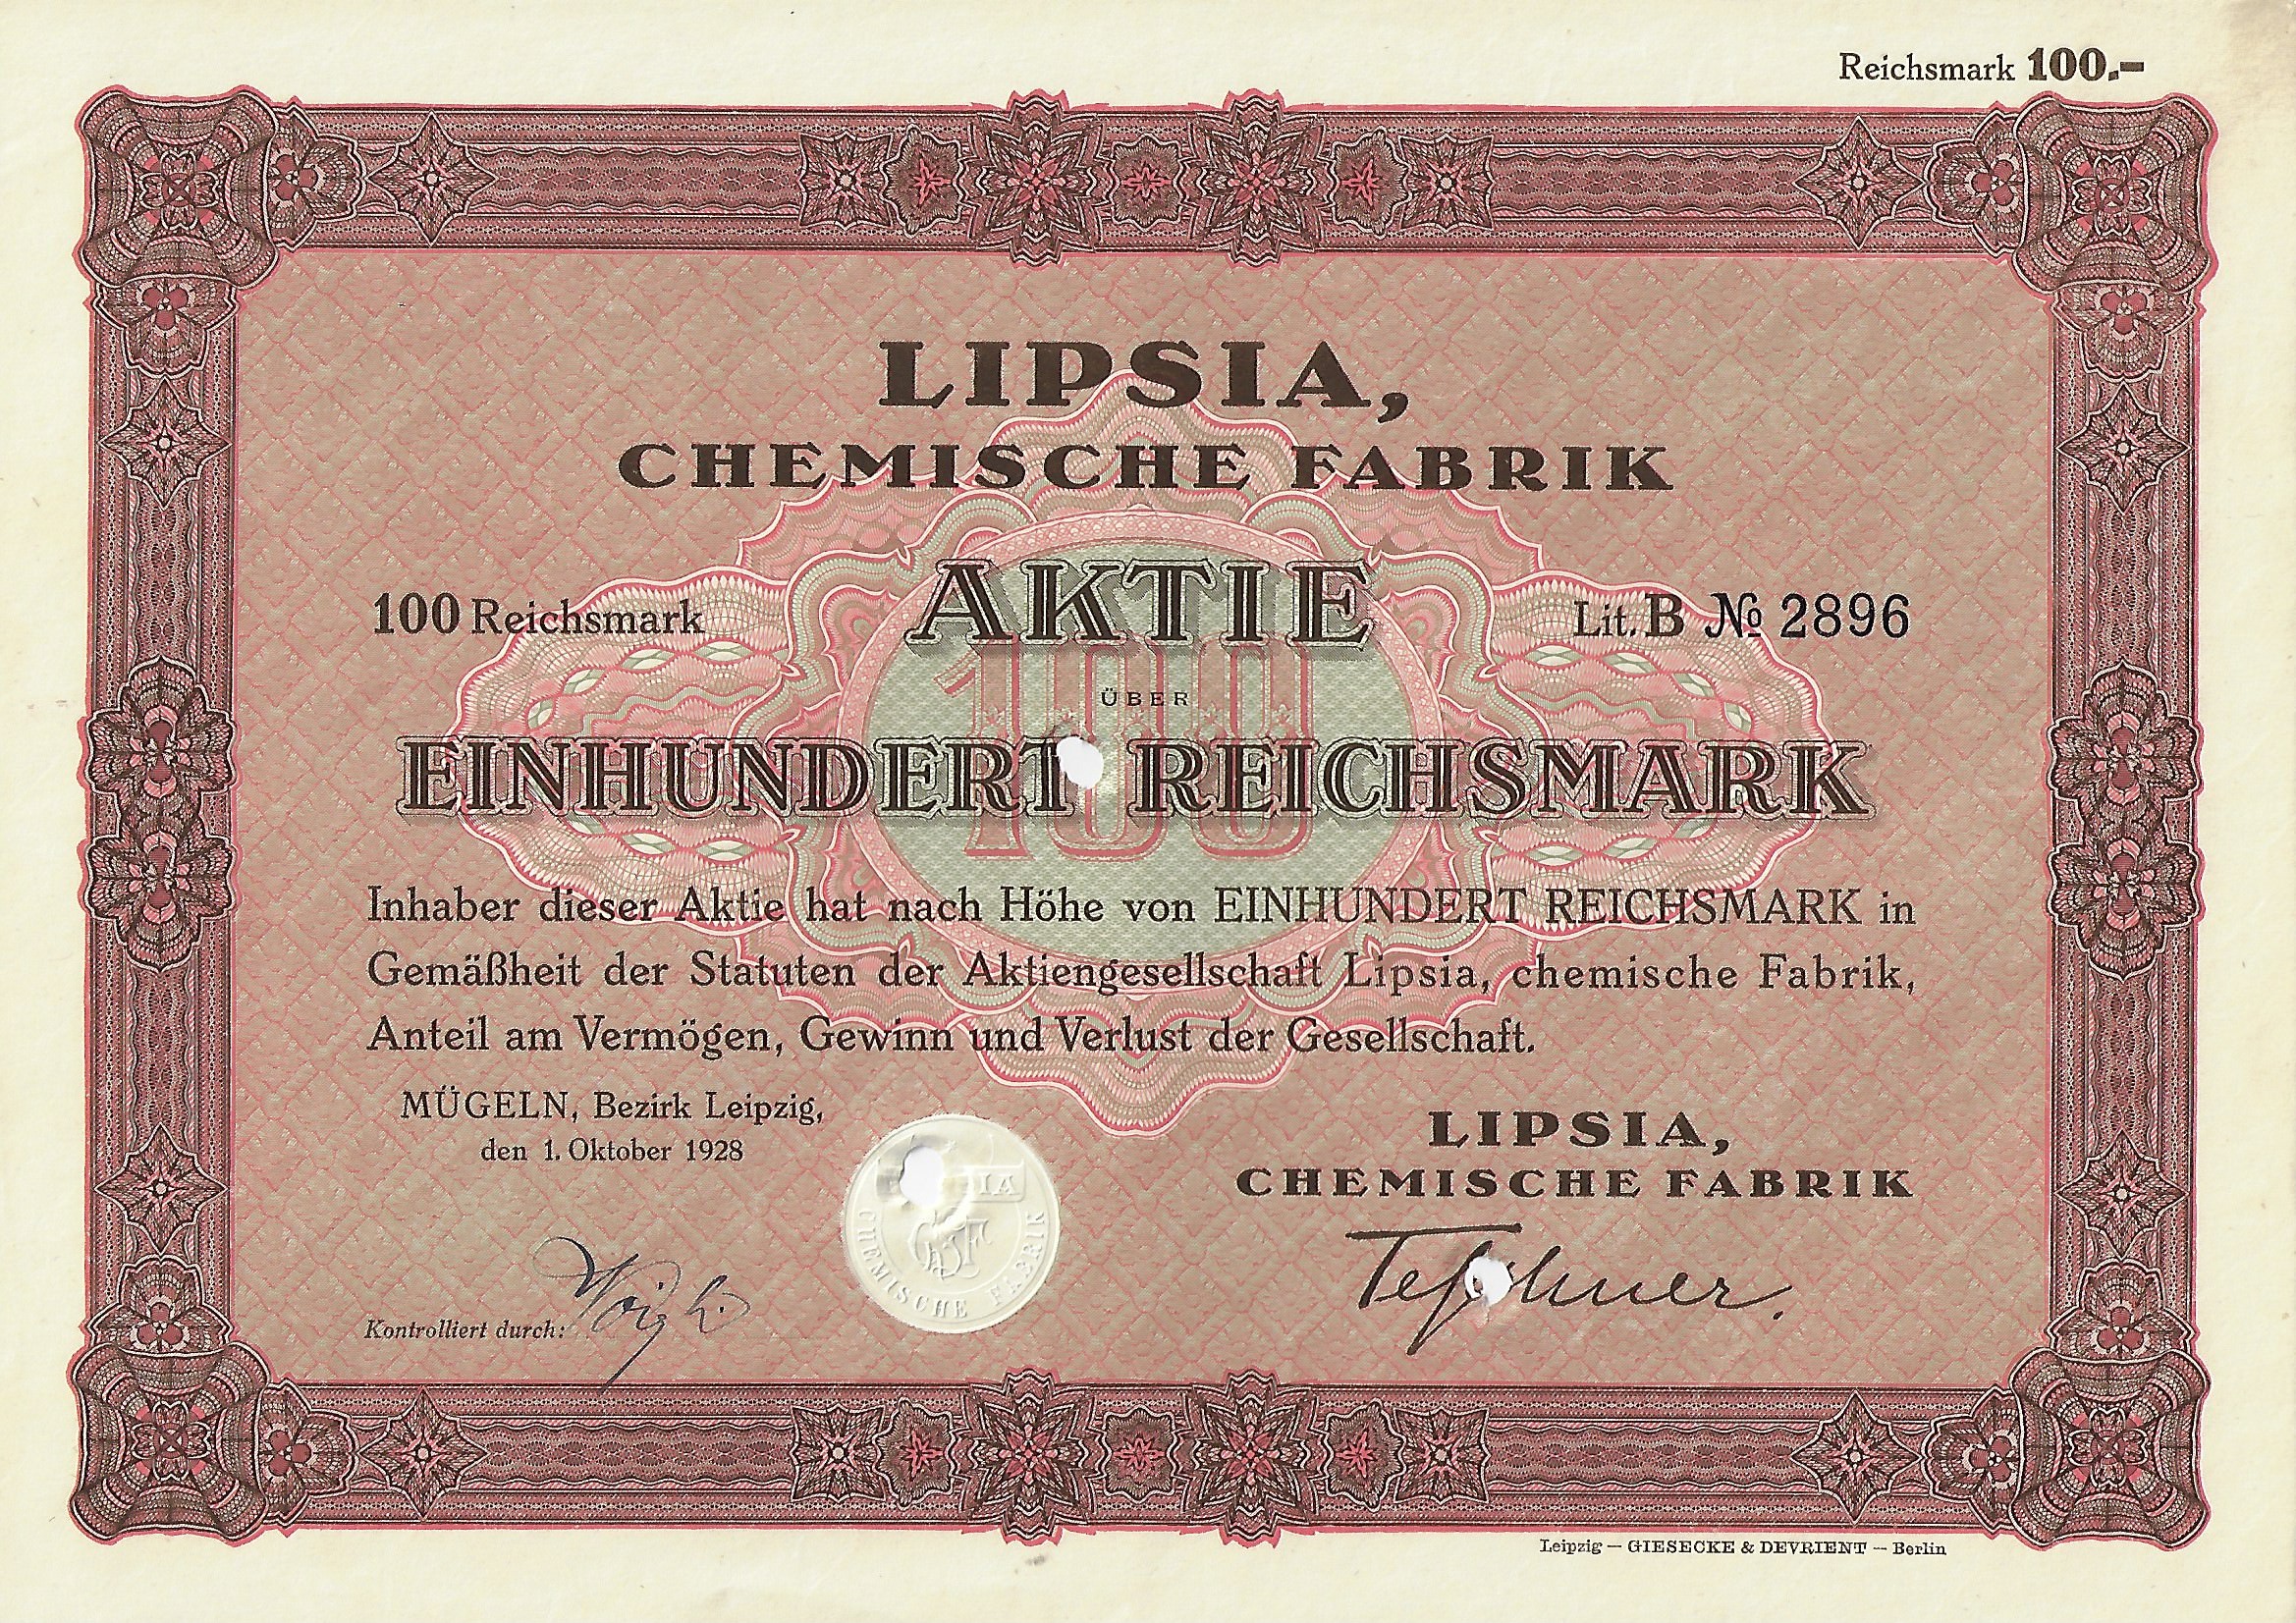 Reichsmark 100.-
LIPSIA,
CHEMISCHE FABRIK
AKTIE
100 Reichsmark
Lit. B № 2896
100
ÜBER
EINHUNDERT REICHSMARK
Inhaber dieser Aktie hat nach Höhe von EINHUNDERT REICHSMARK in
Gemäßheit der Statuten der Aktiengesellschaft Lipsia, chemische Fabrik,
Anteil am Vermögen, Gewinn und Verlust der Gesellschaft.
MÜGELN, Bezirk Leipzig,
den 1. Oktober 1928
LIPSIA,
CHEMISCHE FABRIK
IA
CHEMISCHE FABRIK
Kontrolliert durch:
Leipzig — GIESECKE & DEVRIENT — Berlin